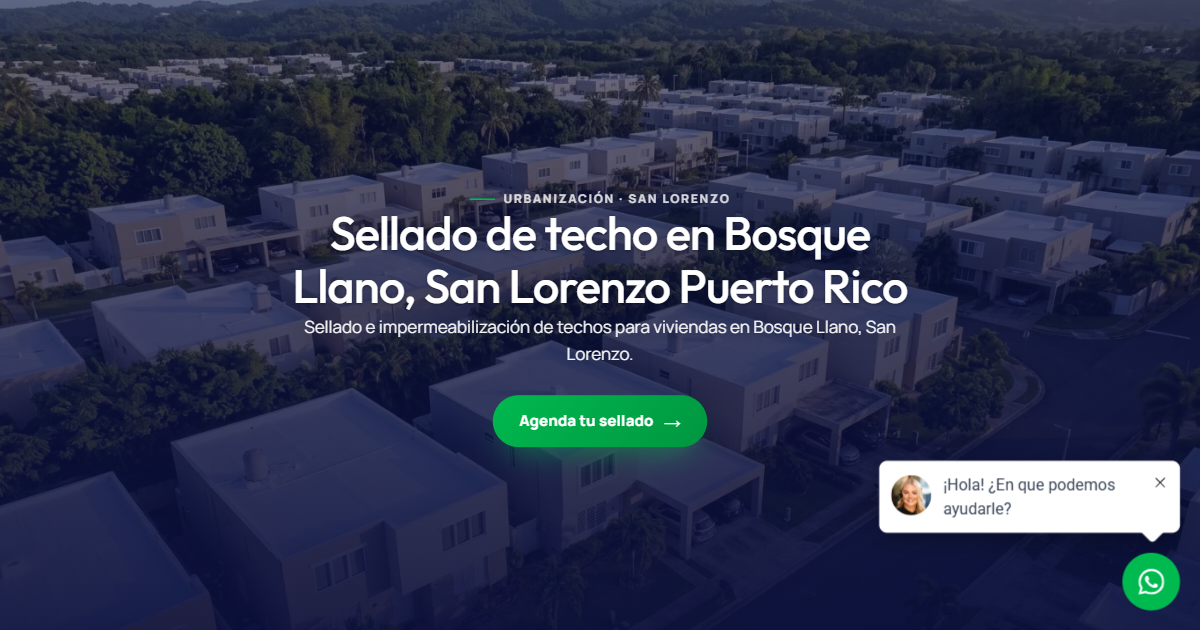 URBANIZACIÓN · SAN LORENZO
Sellado de techo en Bosque
Llano, San Lorenzo Puerto Rico
Sellado e impermeabilización de techos para viviendas en Bosque Llano, San
Lorenzo.
Agenda tu sellado →
¡Hola! ¿En que podemos
ayudarle?